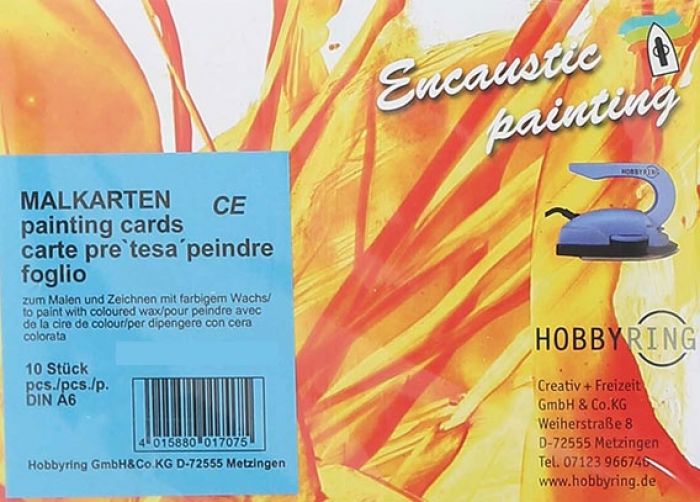 Encaustic
painting
MALKARTEN CE
painting cards
carte pre`tesa´peindre
foglio
zum Malen und Zeichnen mit farbigem Wachs/
to paint with coloured wax/pour peindre avec
de la cire de colour/per dipengere con cera
colorata
10 Stück
pcs./pcs./p.
DIN A6
4 015880 017075
Hobbyring GmbH&Co.KG D-72555 Metzingen
HOBBYRING
HOBBYRING
Creativ + Freizeit
GmbH & Co.KG
Weiherstraße 8
D-72555 Metzingen
Tel. 07123 966746
www.hobbyring.de